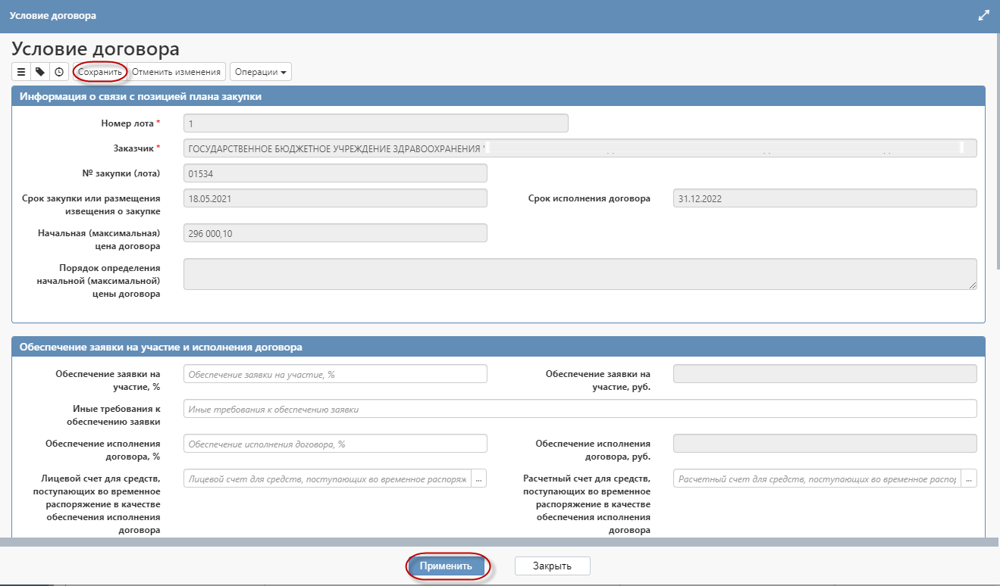 Условие договора
Условие договора
Сохранить Отменить изменения Операции
Информация о связи с позицией плана закупки
Номер лота * 1
Заказчик * ГОСУДАРСТВЕННОЕ БЮДЖЕТНОЕ УЧРЕЖДЕНИЕ ЗДРАВООХРАНЕНИЯ "
№ закупки (лота) 01534
Срок закупки или размещения
извещения о закупке
18.05.2021
Срок исполнения договора 31.12.2022
Начальная (максимальная)
цена договора
296 000,10
Порядок определения
начальной (максимальной)
цены договора
Обеспечение заявки на участие и исполнения договора
Обеспечение заявки на
участие, %
Обеспечение заявки на участие, %
Обеспечение заявки на
участие, руб.
Иные требования к
обеспечению заявки
Иные требования к обеспечению заявки
Обеспечение исполнения
договора, %
Обеспечение исполнения договора, %
Обеспечение исполнения
договора, руб.
Лицевой счет для средств,
поступающих во временное
распоряжение в качестве
обеспечения исполнения
договора
Лицевой счет для средств, поступающих во временное распоряж ...
Расчетный счет для средств,
поступающих во временное
распоряжение в качестве
обеспечения исполнения
договора
Расчетный счет для средств, поступающих во временное распор ...
Применить Закрыть